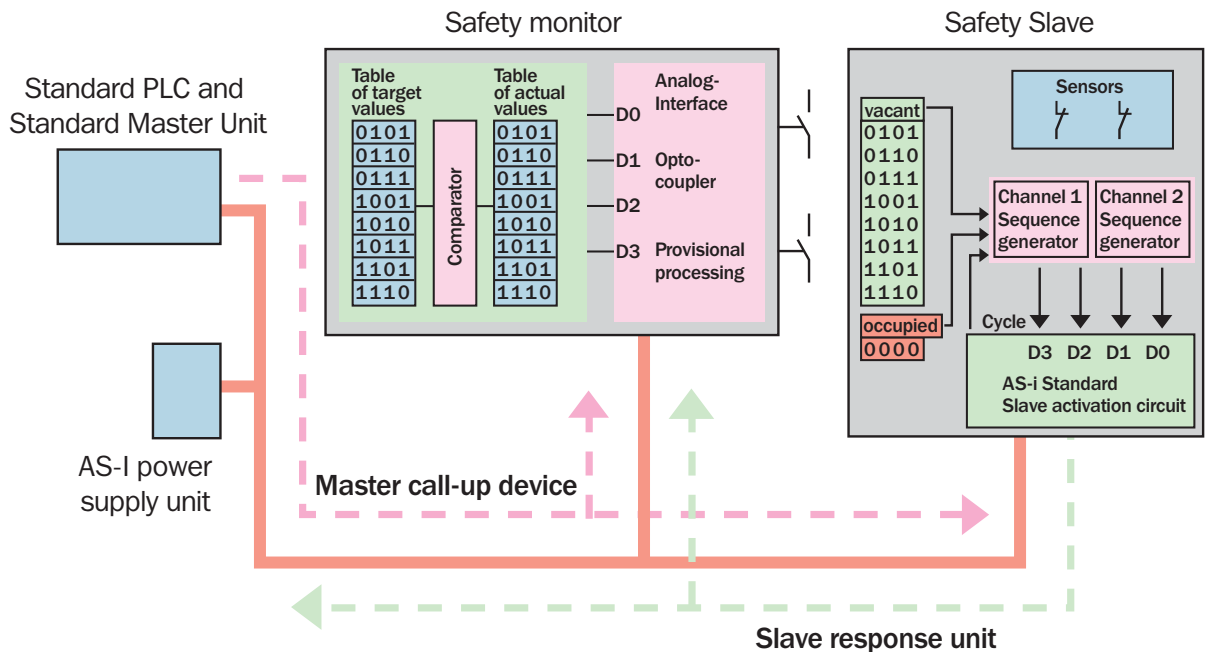 Safety monitor
Safety Slave
Standard PLC and
Standard Master Unit
Table
of target
values
0101
0110
0111
1001
1010
1011
1101
1110
Comparator
Table
of actual
values
0101
0110
0111
1001
1010
1011
1101
1110
D0
D1
D2
D3
Analog-
Interface
Opto-
coupler
Provisional
processing
vacant
0101
0110
0111
1001
1010
1011
1101
1110
occupied
0000
Sensors
Channel 1
Sequence
generator
Channel 2
Sequence
generator
Cycle
D3 D2 D1 D0
AS-i Standard
Slave activation circuit
AS-I power
supply unit
Master call-up device
Slave response unit